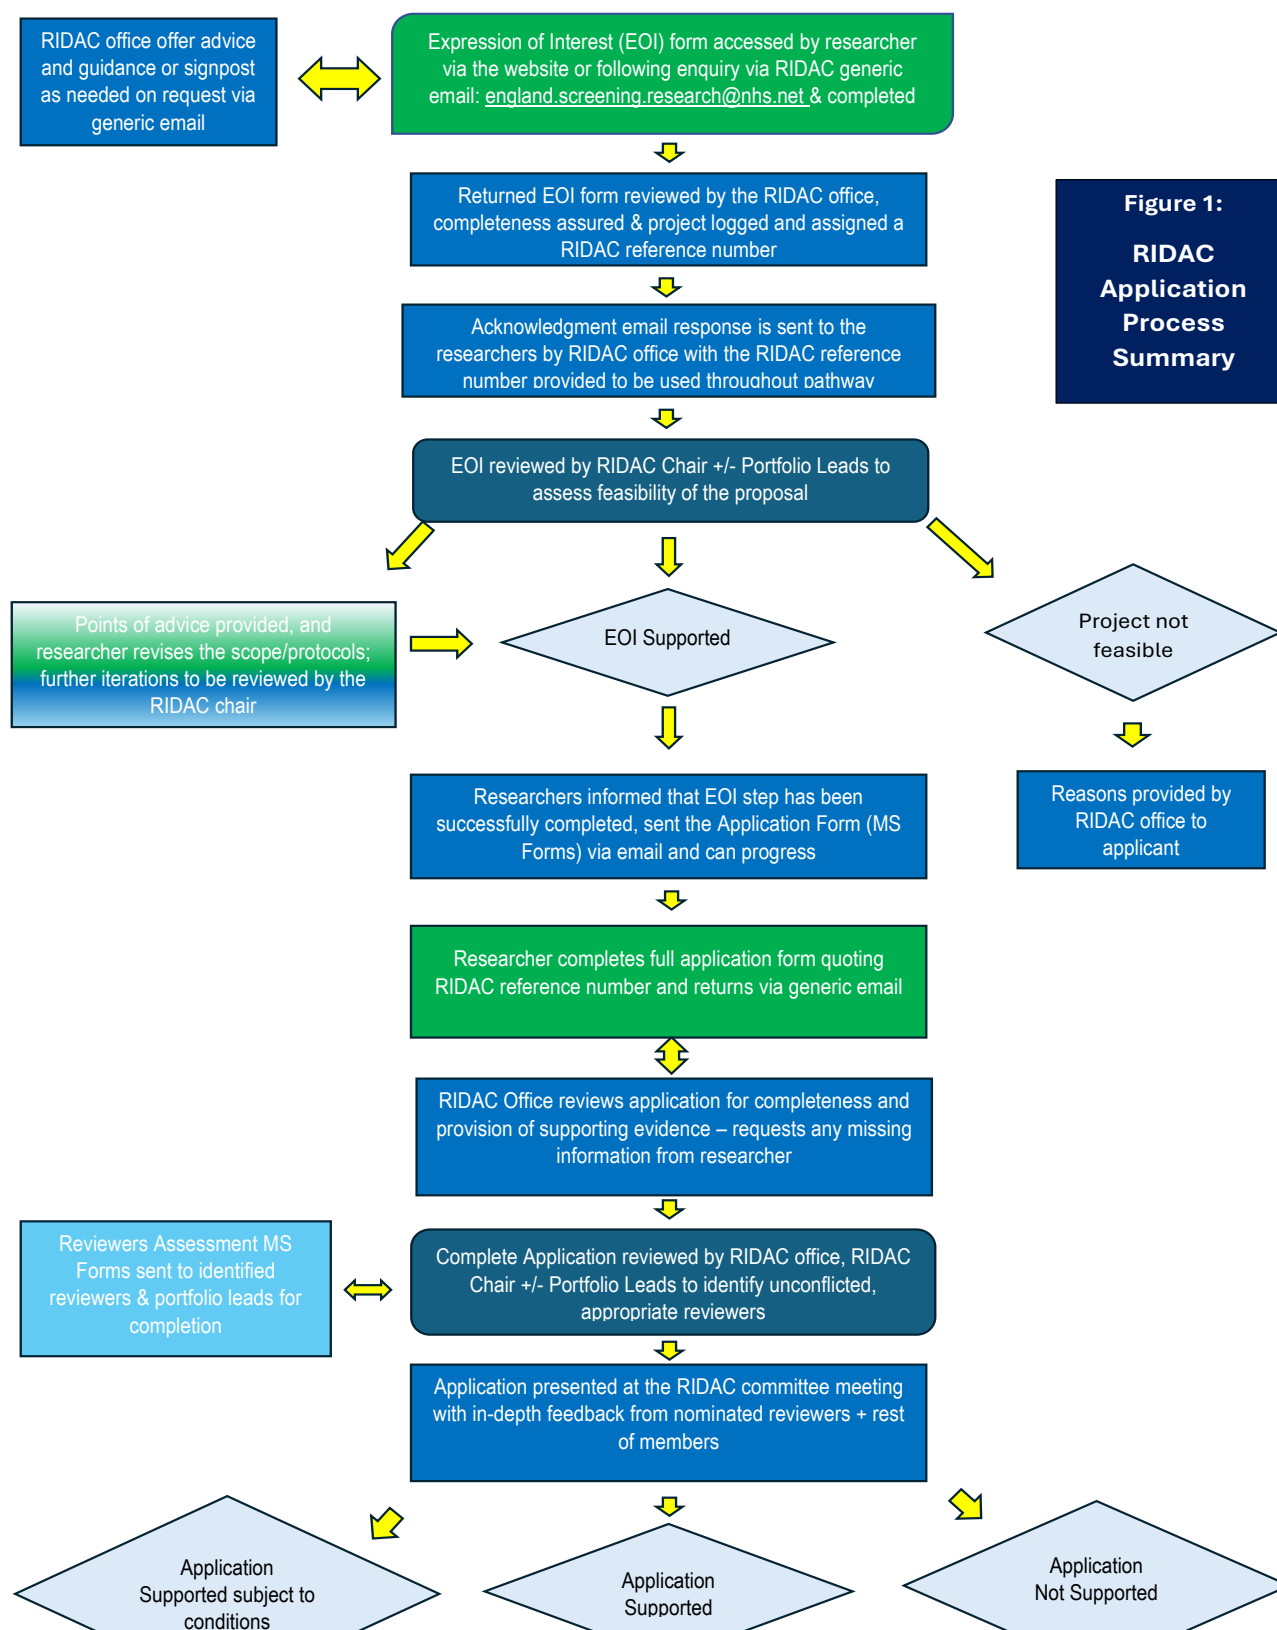 RIDAC office offer advice
and guidance or signpost
as needed on request via
generic email
Expression of Interest (EOI) form accessed by researcher
via the website or following enquiry via RIDAC generic
email: england.screening.research@nhs.net & completed
Returned EOI form reviewed by the RIDAC office,
completeness assured & project logged and assigned a
RIDAC reference number
Figure 1:
RIDAC
Application
Process
Summary
Acknowledgment email response is sent to the
researchers by RIDAC office with the RIDAC reference
number provided to be used throughout pathway
EOI reviewed by RIDAC Chair +/- Portfolio Leads to
assess feasibility of the proposal
Points of advice provided, and
researcher revises the scope/protocols;
further iterations to be reviewed by the
RIDAC chair
EOI Supported
Project not
feasible
Researchers informed that EOI step has been
successfully completed, sent the Application Form (MS
Forms) via email and can progress
Reasons provided by
RIDAC office to
applicant
Researcher completes full application form quoting
RIDAC reference number and returns via generic email
RIDAC Office reviews application for completeness and
provision of supporting evidence – requests any missing
information from researcher
Reviewers Assessment MS
Forms sent to identified
reviewers & portfolio leads for
completion
Complete Application reviewed by RIDAC office, RIDAC
Chair +/- Portfolio Leads to identify unconflicted,
appropriate reviewers
Application presented at the RIDAC committee meeting
with in-depth feedback from nominated reviewers + rest
of members
Application
Supported subject to
conditions
Application
Supported
Application
Not Supported